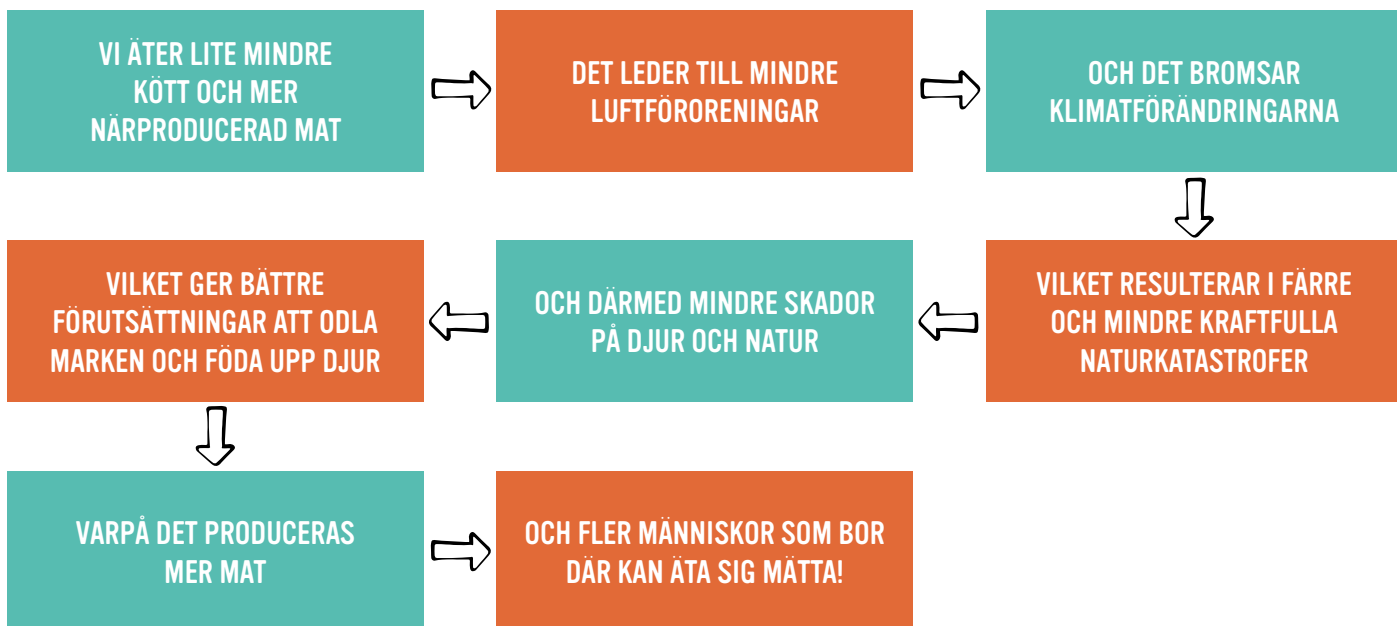 VI ÄTER LITE MINDRE
KÖTT OCH MER
NÄRPRODUCERAD MAT
DET LEDER TILL MINDRE
LUFTFÖRORENINGAR
OCH DET BROMSAR
KLIMATFÖRÄNDRINGARNA
VILKET RESULTERAR I FÄRRE
OCH MINDRE KRAFTFULLA
NATURKATASTROFER
OCH DÄRMED MINDRE SKADOR
PÅ DJUR OCH NATUR
VILKET GER BÄTTRE
FÖRUTSÄTTNINGAR ATT ODLA
MARKEN OCH FÖDA UPP DJUR
VARPÅ DET PRODUCERAS
MER MAT
OCH FLER MÄNNISKOR SOM BOR
DÄR KAN ÄTA SIG MÄTTA!